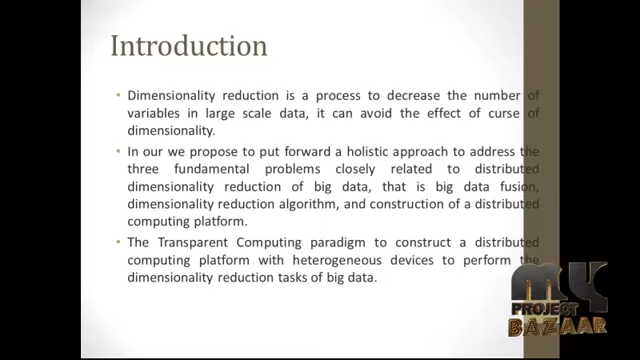 Introduction
• Dimensionality reduction is a process to decrease the number of
variables in large scale data, it can avoid the effect of curse of
dimensionality.
• In our we propose to put forward a holistic approach to address the
three fundamental problems closely related to distributed
dimensionality reduction of big data, that is big data fusion,
dimensionality reduction algorithm, and construction of a distributed
computing platform.
• The Transparent Computing paradigm to construct a distributed
computing platform with heterogeneous devices to perform the
dimensionality reduction tasks of big data.
MY
PROJECT
BAZAAR